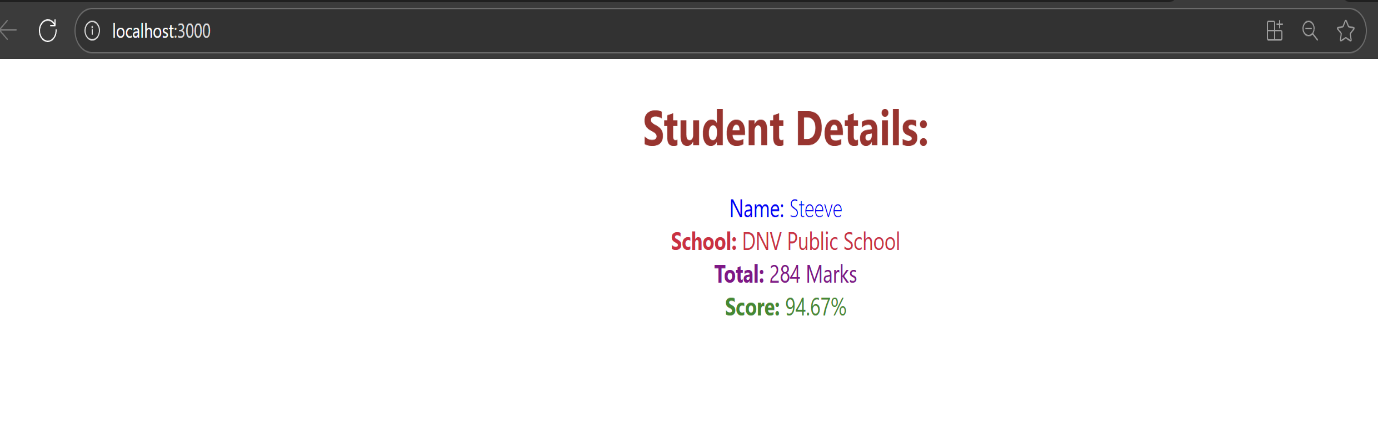 localhost:3000
Student Details:
Name: Steeve
School: DNV Public School
Total: 284 Marks
Score: 94.67%